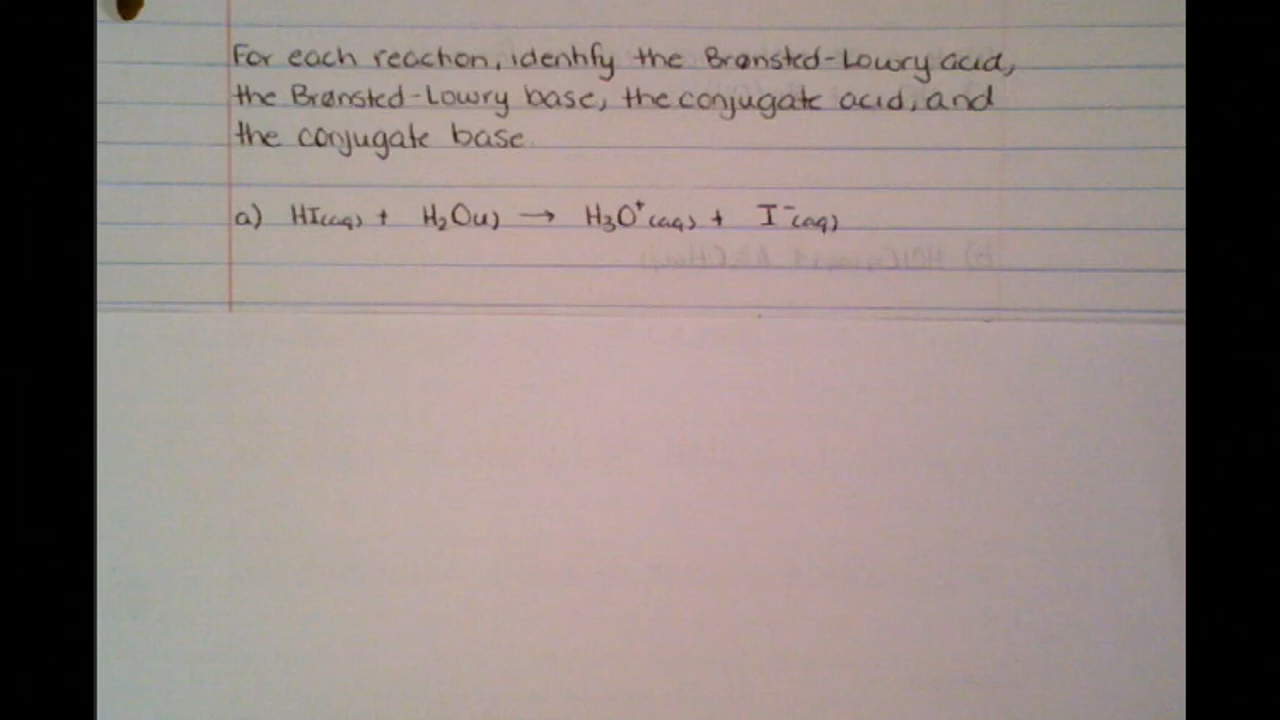 For each reaction, identify the Brønsted-Lowry acid,
the Brønsted-Lowry base, the conjugate acid, and
the conjugate base.
a) HI(aq) + H₂O(l) → H₃O⁺(aq) + I⁻(aq)